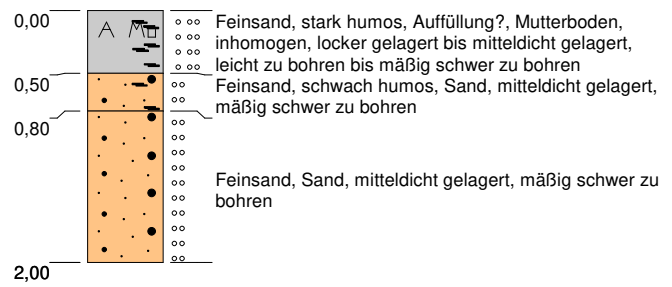 0,00
A Mu
Feinsand, stark humos, Auffüllung?, Mutterboden,
inhomogen, locker gelagert bis mitteldicht gelagert,
leicht zu bohren bis mäßig schwer zu bohren
0,50
Feinsand, schwach humos, Sand, mitteldicht gelagert,
mäßig schwer zu bohren
0,80
Feinsand, Sand, mitteldicht gelagert, mäßig schwer zu
bohren
2,00